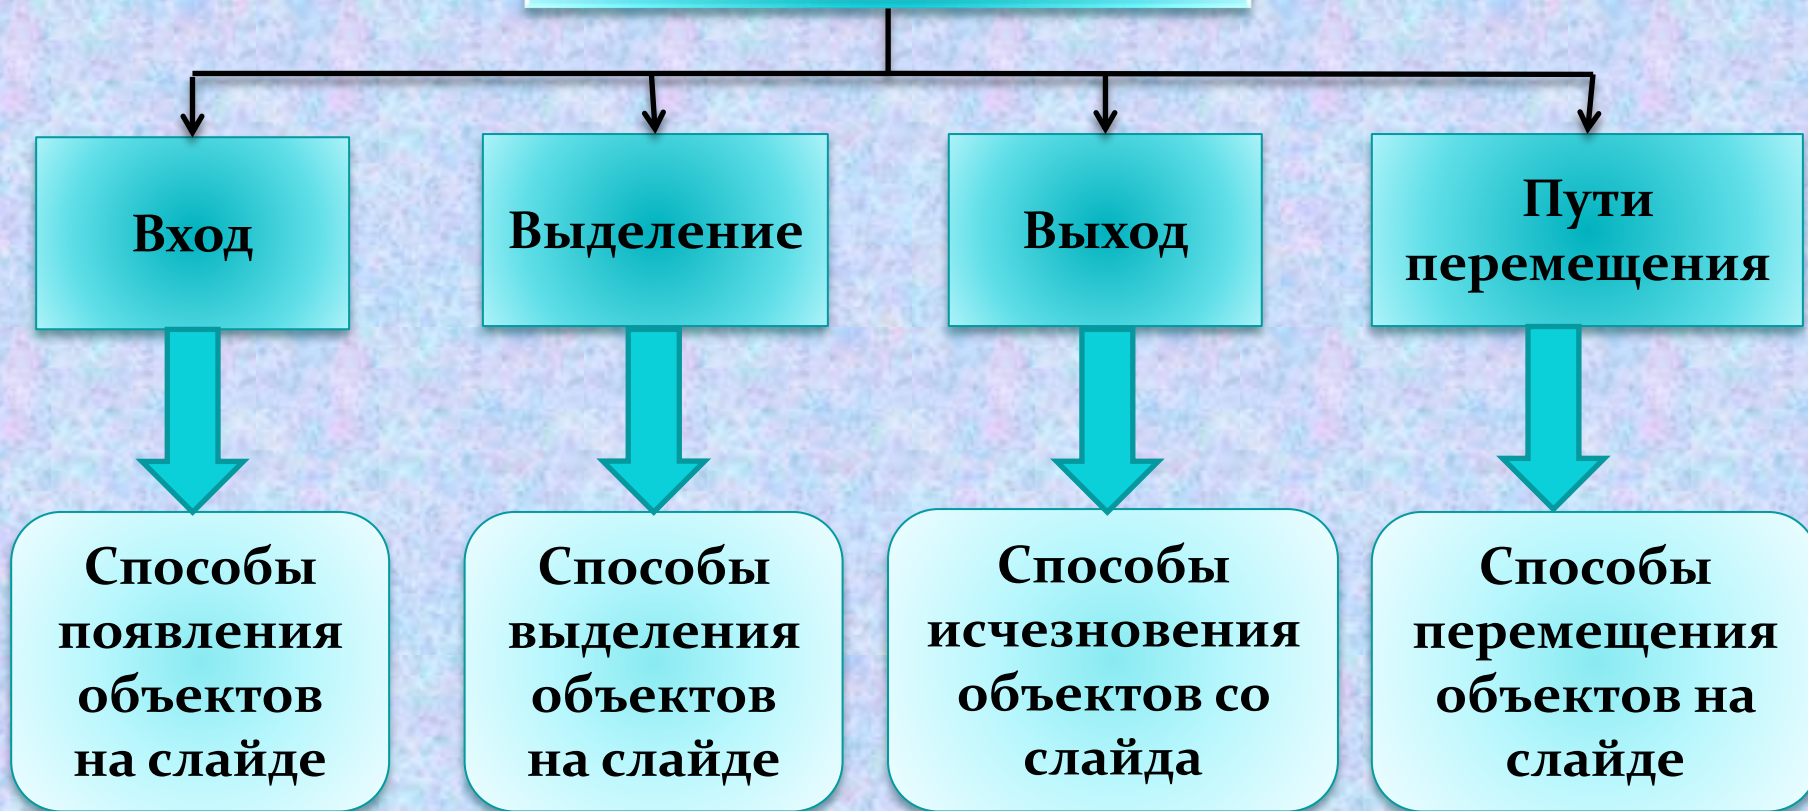 Вход
Выделение
Выход
Пути
перемещения
Способы
появления
объектов
на слайде
Способы
выделения
объектов
на слайде
Способы
исчезновения
объектов со
слайда
Способы
перемещения
объектов на
слайде